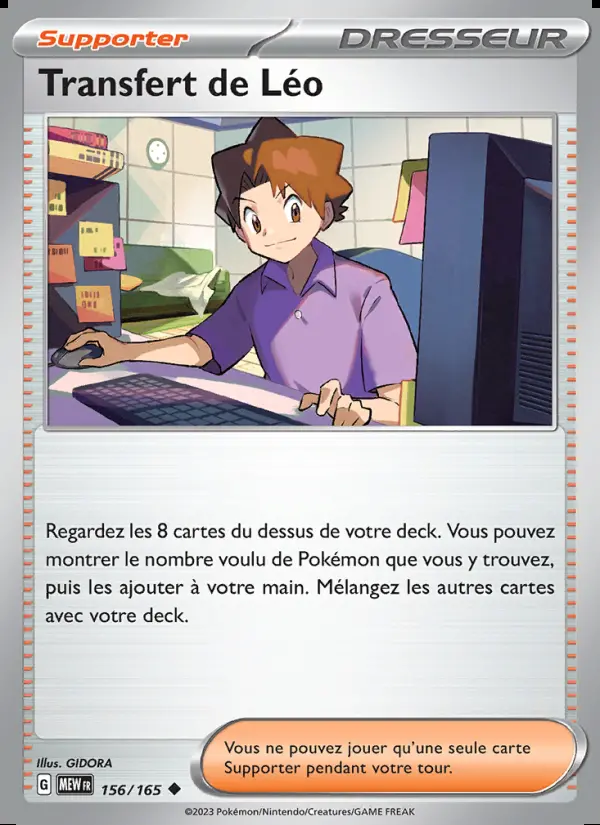 Supporter
DRESSEUR
Transfert de Léo
Regardez les 8 cartes du dessus de votre deck. Vous pouvez
montrer le nombre voulu de Pokémon que vous y trouvez,
puis les ajouter à votre main. Mélangez les autres cartes
avec votre deck.
Vous ne pouvez jouer qu'une seule carte
Supporter pendant votre tour.
Illus. GIDORA
G MEW FR 156/165
©2023 Pokémon/Nintendo/Creatures/GAME FREAK